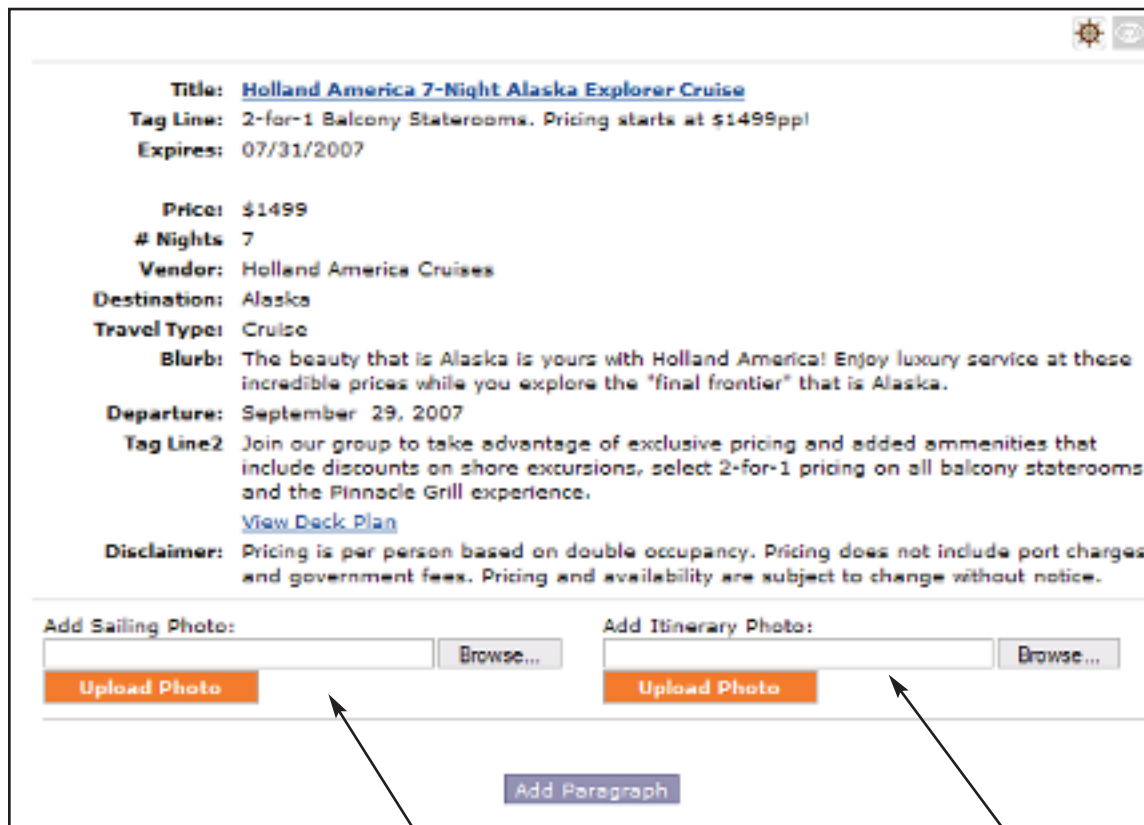 Title: Holland America 7-Night Alaska Explorer Cruise
Tag Line: 2-for-1 Balcony Staterooms. Pricing starts at $1499pp!
Expires: 07/31/2007
Price: $1499
# Nights 7
Vendor: Holland America Cruises
Destination: Alaska
Travel Type: Cruise
Blurb: The beauty that is Alaska is yours with Holland America! Enjoy luxury service at these
incredible prices while you explore the "final frontier" that is Alaska.
Departure: September 29, 2007
Tag Line2 Join our group to take advantage of exclusive pricing and added ammenities that
include discounts on shore excursions, select 2-for-1 pricing on all balcony staterooms
and the Pinnacle Grill experience.
View Deck Plan
Disclaimer: Pricing is per person based on double occupancy. Pricing does not include port charges
and government fees. Pricing and availability are subject to change without notice.
Add Sailing Photo: Add Itinerary Photo:
Browse... Browse...
Upload Photo Upload Photo
Add Paragraph